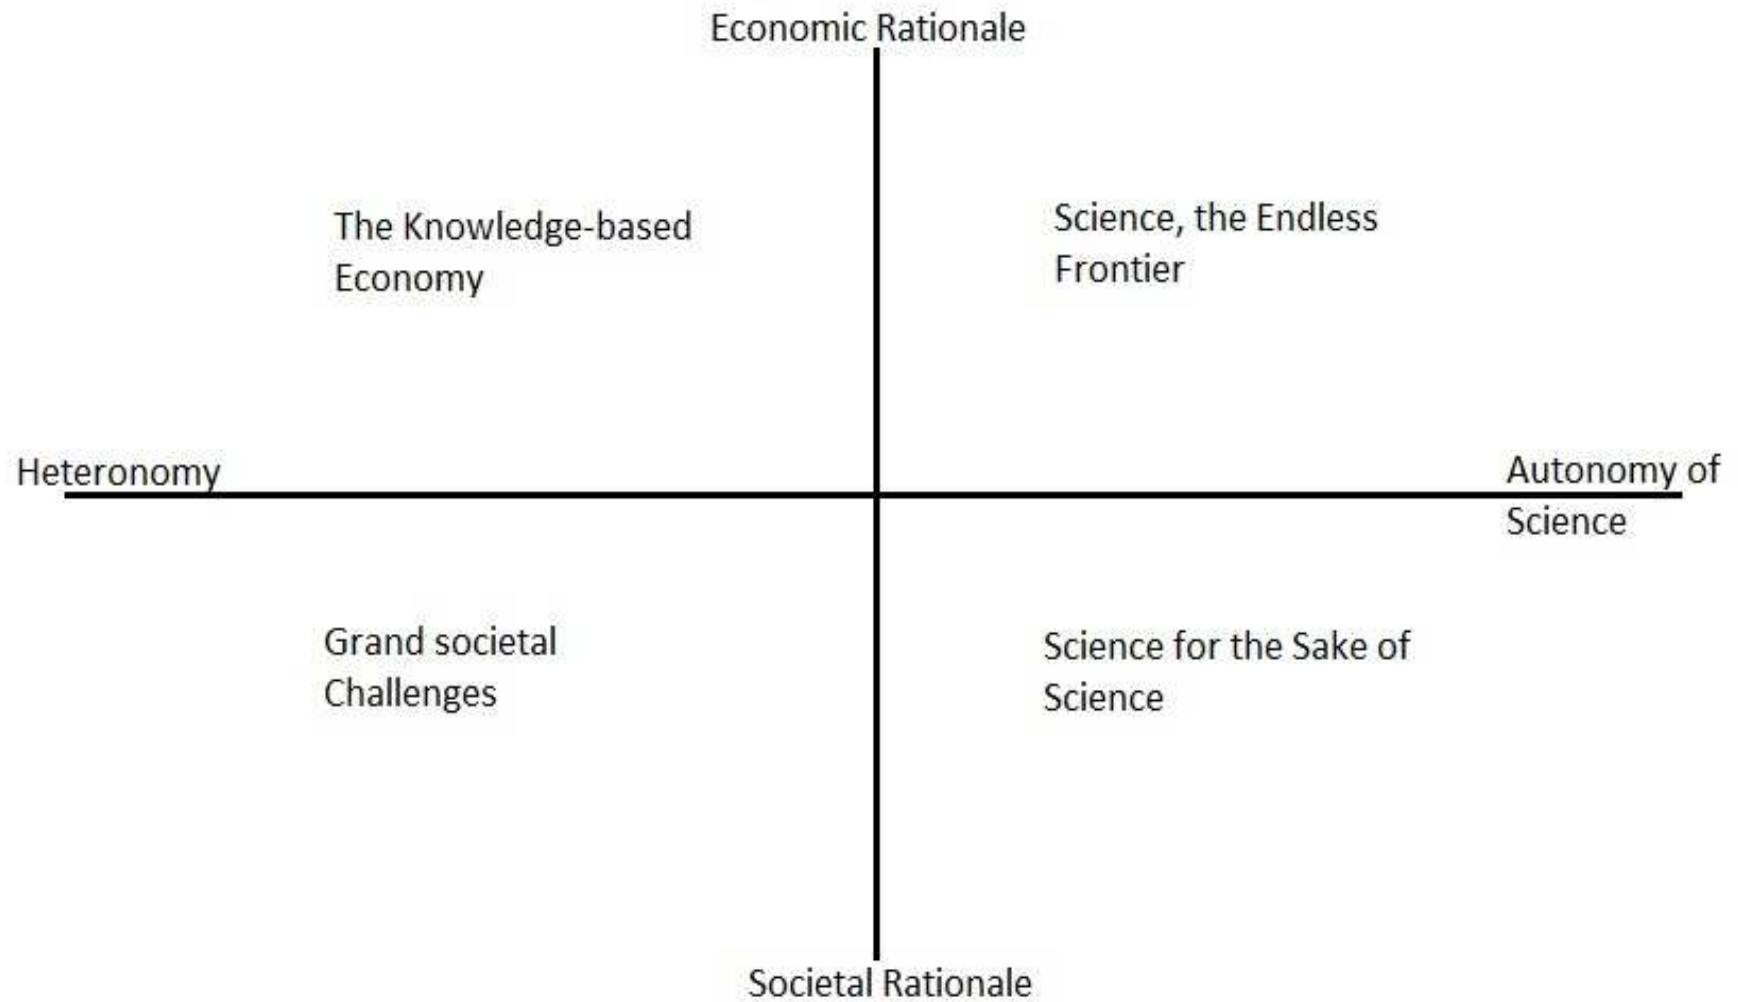 Economic Rationale
The Knowledge-based
Economy
Science, the Endless
Frontier
Heteronomy
Autonomy of
Science
Grand societal
Challenges
Science for the Sake of
Science
Societal Rationale